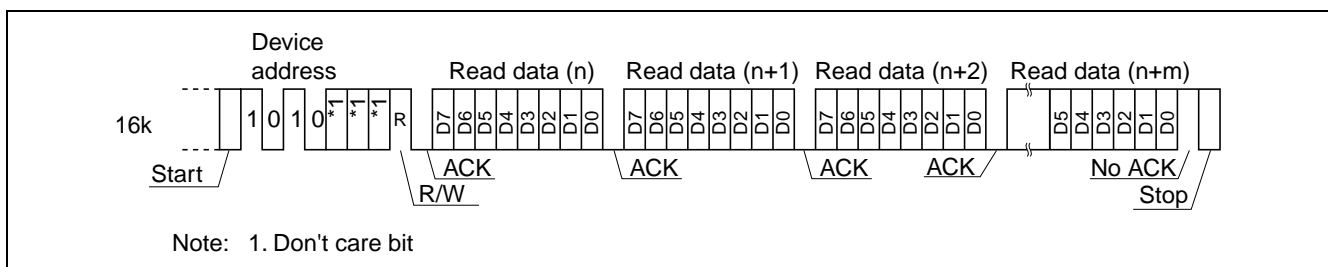 Device
address
Read data (n) Read data (n+1) Read data (n+2) Read data (n+m)
16k
1 0 1 0 *1 *1 *1 R D7 D6 D5 D4 D3 D2 D1 D0 D7 D6 D5 D4 D3 D2 D1 D0 D7 D6 D5 D4 D3 D2 D1 D0 D5 D4 D3 D2 D1 D0
Start ACK ACK ACK ACK No ACK
R/W Stop
Note: 1. Don't care bit